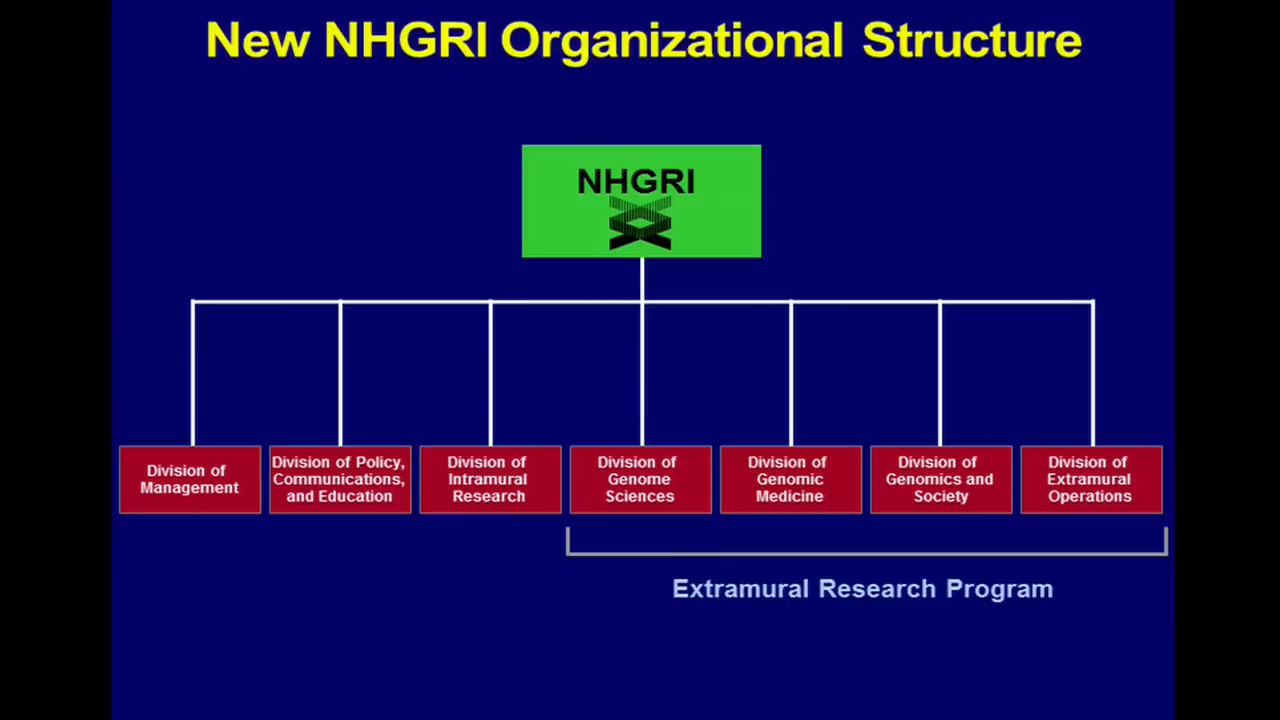 New NHGRI Organizational Structure
NHGRI
Division of
Management
Division of Policy,
Communications,
and Education
Division of
Intramural
Research
Division of
Genome
Sciences
Division of
Genomic
Medicine
Division of
Genomics and
Society
Division of
Extramural
Operations
Extramural Research Program